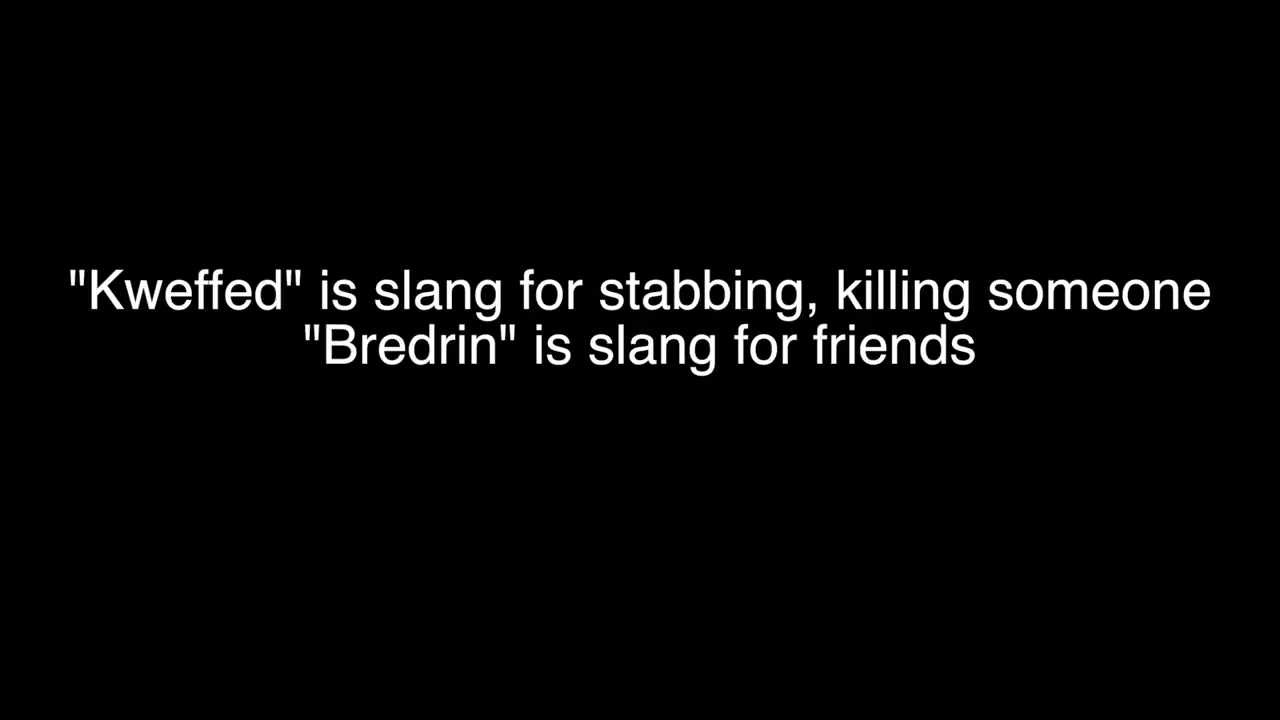 "Kweffed" is slang for stabbing, killing someone
"Bredrin" is slang for friends